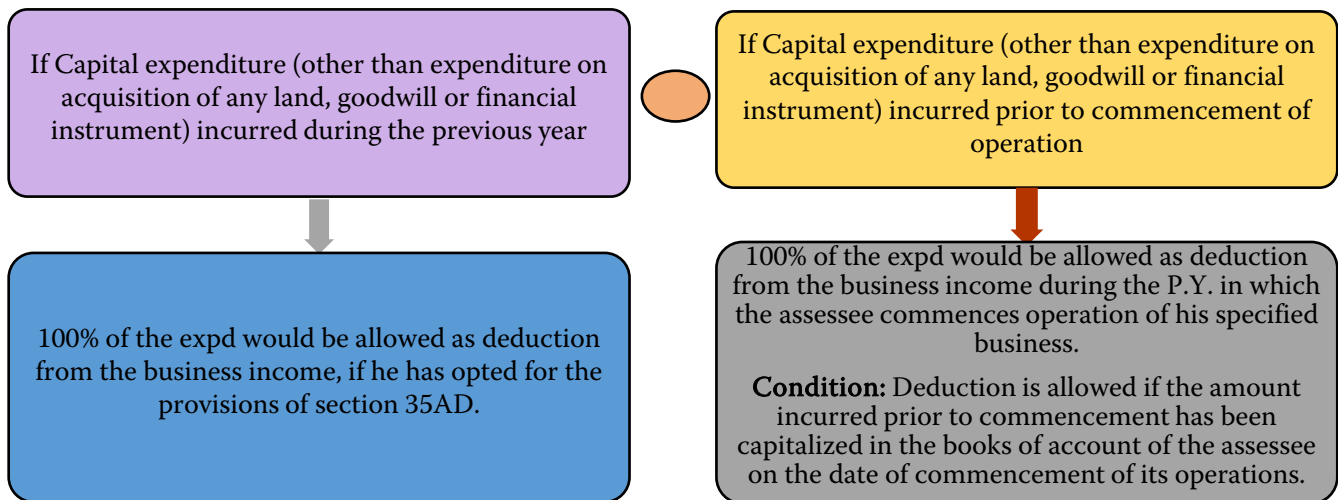 If Capital expenditure (other than expenditure on
acquisition of any land, goodwill or financial
instrument) incurred during the previous year
If Capital expenditure (other than expenditure on
acquisition of any land, goodwill or financial
instrument) incurred prior to commencement of
operation
100% of the expd would be allowed as deduction
from the business income, if he has opted for the
provisions of section 35AD.
100% of the expd would be allowed as deduction
from the business income during the P.Y. in which
the assessee commences operation of his specified
business.
Condition: Deduction is allowed if the amount
incurred prior to commencement has been
capitalized in the books of account of the assessee
on the date of commencement of its operations.